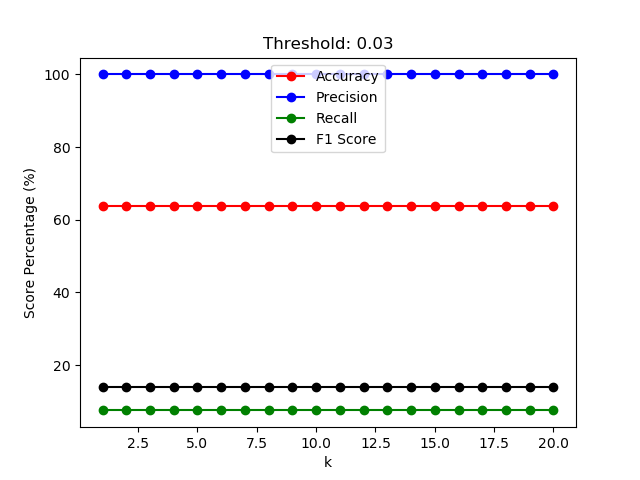 Threshold: 0.03
100
80
60
40
20
Score Percentage (%)
Accuracy
Precision
Recall
F1 Score
2.5 5.0 7.5 10.0 12.5 15.0 17.5 20.0
k